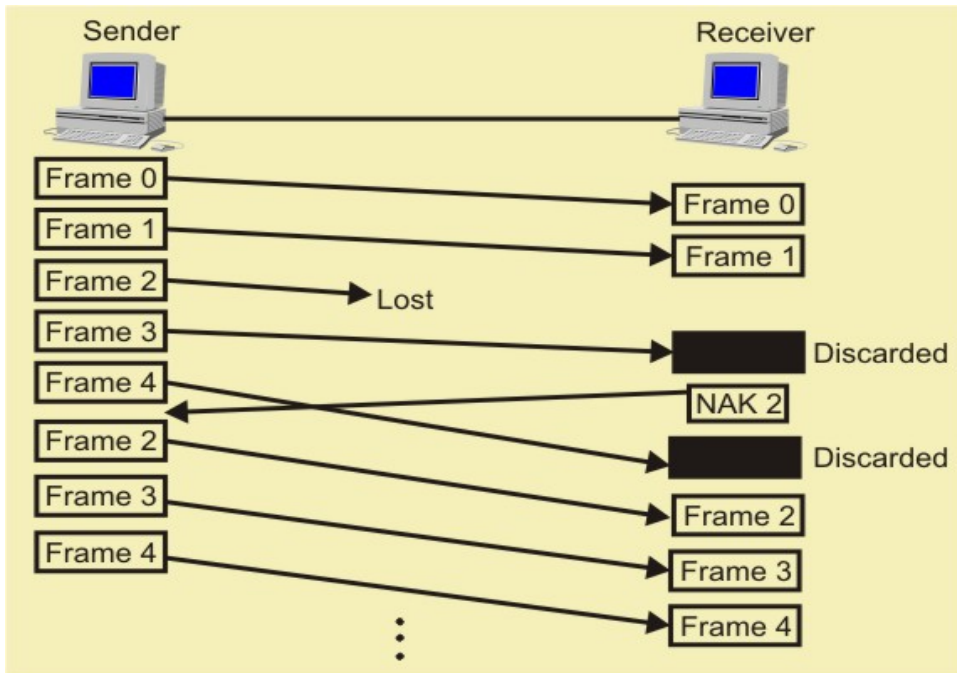 Sender
Receiver
Frame 0
Frame 0
Frame 1
Frame 1
Frame 2
Lost
Frame 3
Discarded
Frame 4
NAK 2
Frame 2
Discarded
Frame 3
Frame 2
Frame 4
Frame 3
Frame 4